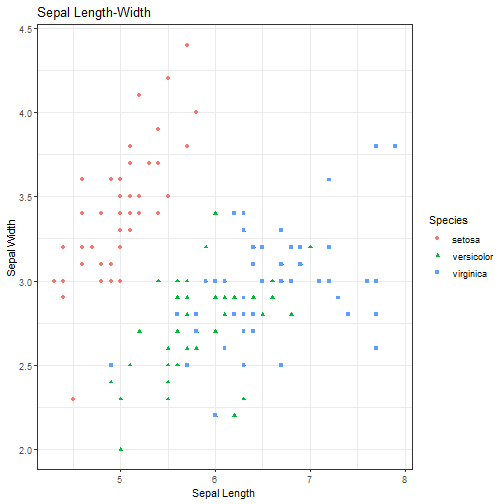 Sepal Length-Width
4.5
4.0
3.5
3.0
2.5
2.0
Sepal Width
5 6 7 8
Sepal Length
Species
setosa
versicolor
virginica